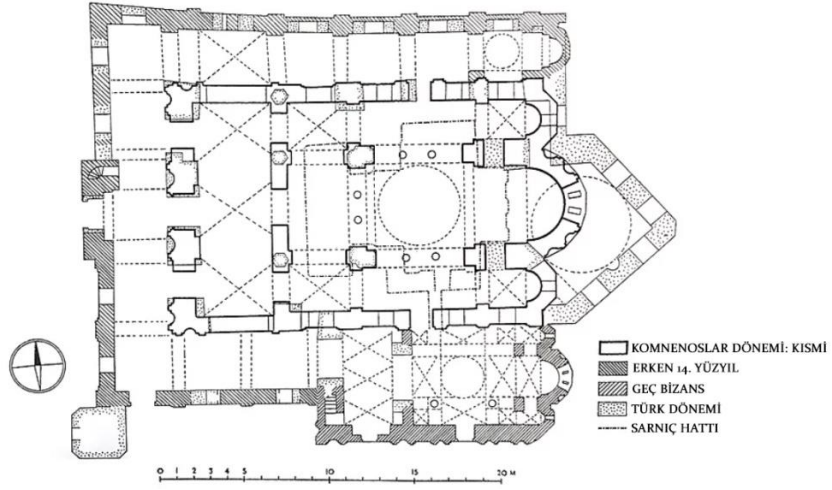 KOMNENOSLAR DÖNEMİ: KISMİ
ERKEN 14. YÜZYIL
GEÇ BİZANS
TÜRK DÖNEMİ
SARNIÇ HATTI
0 1 2 3 4 5 10 15 20 M